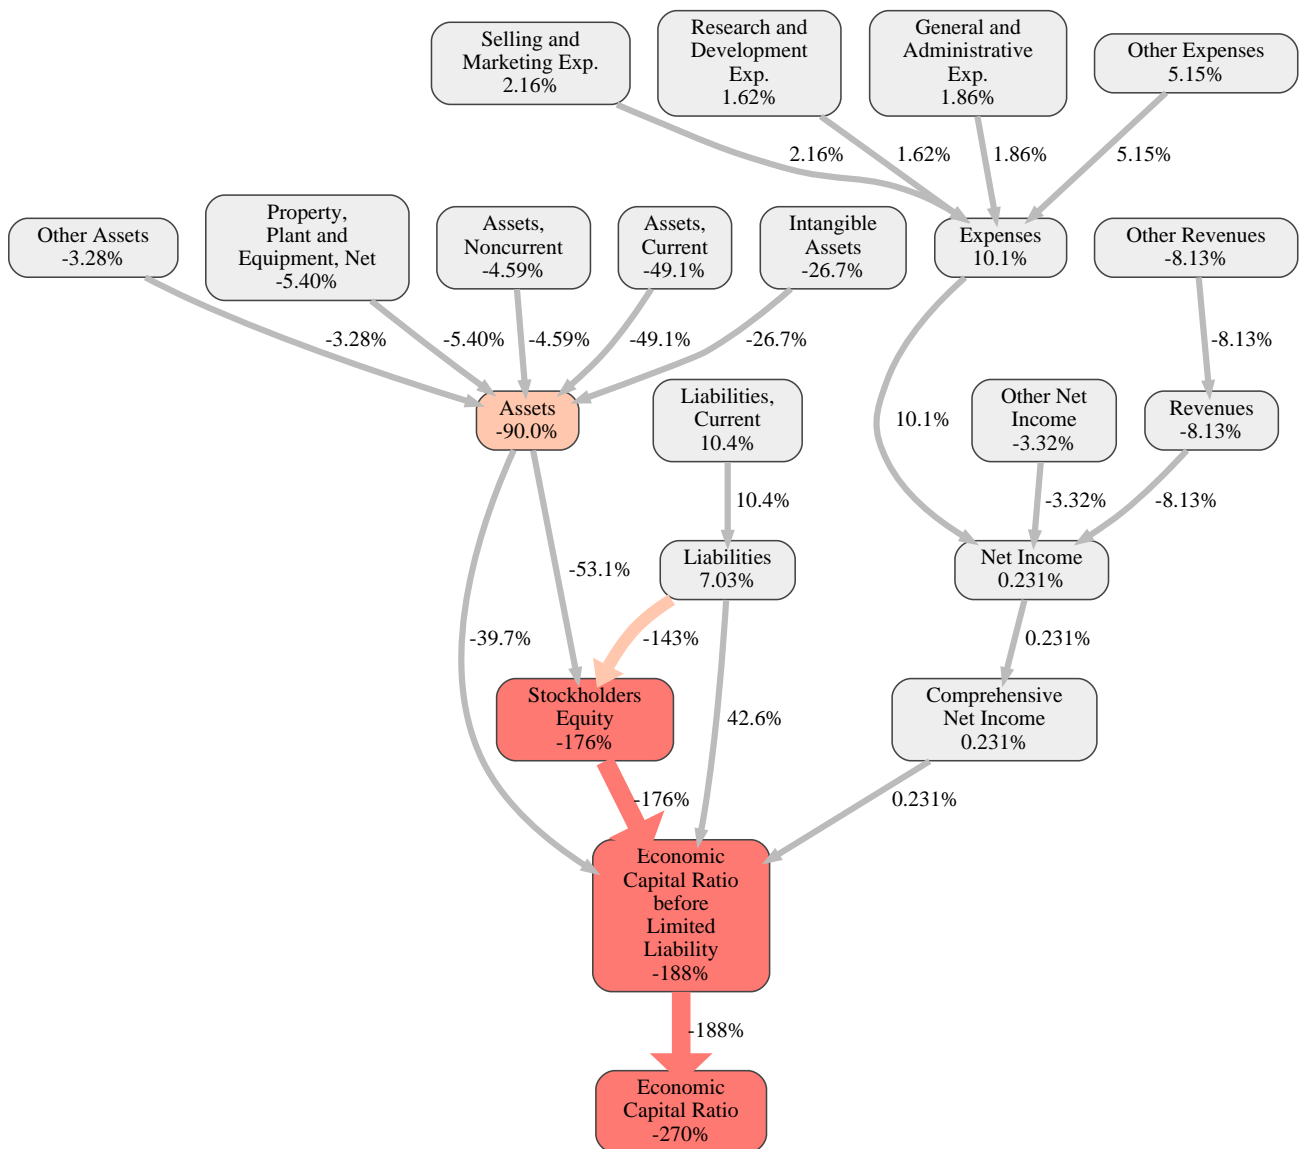 Selling and
Marketing Exp.
2.16%
Research and
Development
Exp.
1.62%
General and
Administrative
Exp.
1.86%
Other Expenses
5.15%
2.16%
1.62%
1.86%
5.15%
Other Assets
-3.28%
Property,
Plant and
Equipment, Net
-5.40%
Assets,
Noncurrent
-4.59%
Assets,
Current
-49.1%
Intangible
Assets
-26.7%
Expenses
10.1%
Other Revenues
-8.13%
-3.28%
-5.40%
-4.59%
-49.1%
-26.7%
-8.13%
Assets
-90.0%
Liabilities,
Current
10.4%
10.1%
Other Net
Income
-3.32%
Revenues
-8.13%
10.4%
-3.32%
-8.13%
-53.1%
Liabilities
7.03%
Net Income
0.231%
-39.7%
-143%
0.231%
Stockholders
Equity
-176%
42.6%
Comprehensive
Net Income
0.231%
-176%
0.231%
Economic
Capital Ratio
before
Limited
Liability
-188%
-188%
Economic
Capital Ratio
-270%